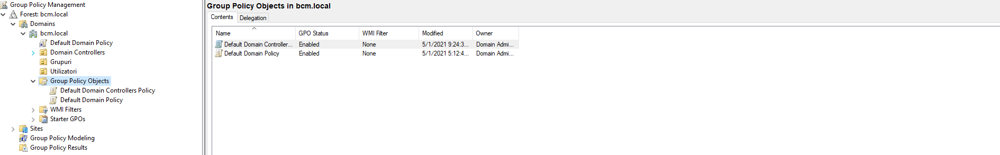 Group Policy Management
Forest: bcm.local
Domains
bcm.local
Default Domain Policy
Domain Controllers
Grupuri
Utilizatori
Group Policy Objects
Default Domain Controllers Policy
Default Domain Policy
WMI Filters
Starter GPOs
Sites
Group Policy Modeling
Group Policy Results
Group Policy Objects in bcm.local
Contents Delegation
Name GPO Status WMI Filter Modified Owner
Default Domain Controller... Enabled None 5/1/2021 9:24:3... Domain Admi...
Default Domain Policy Enabled None 5/1/2021 5:12:4... Domain Admi...